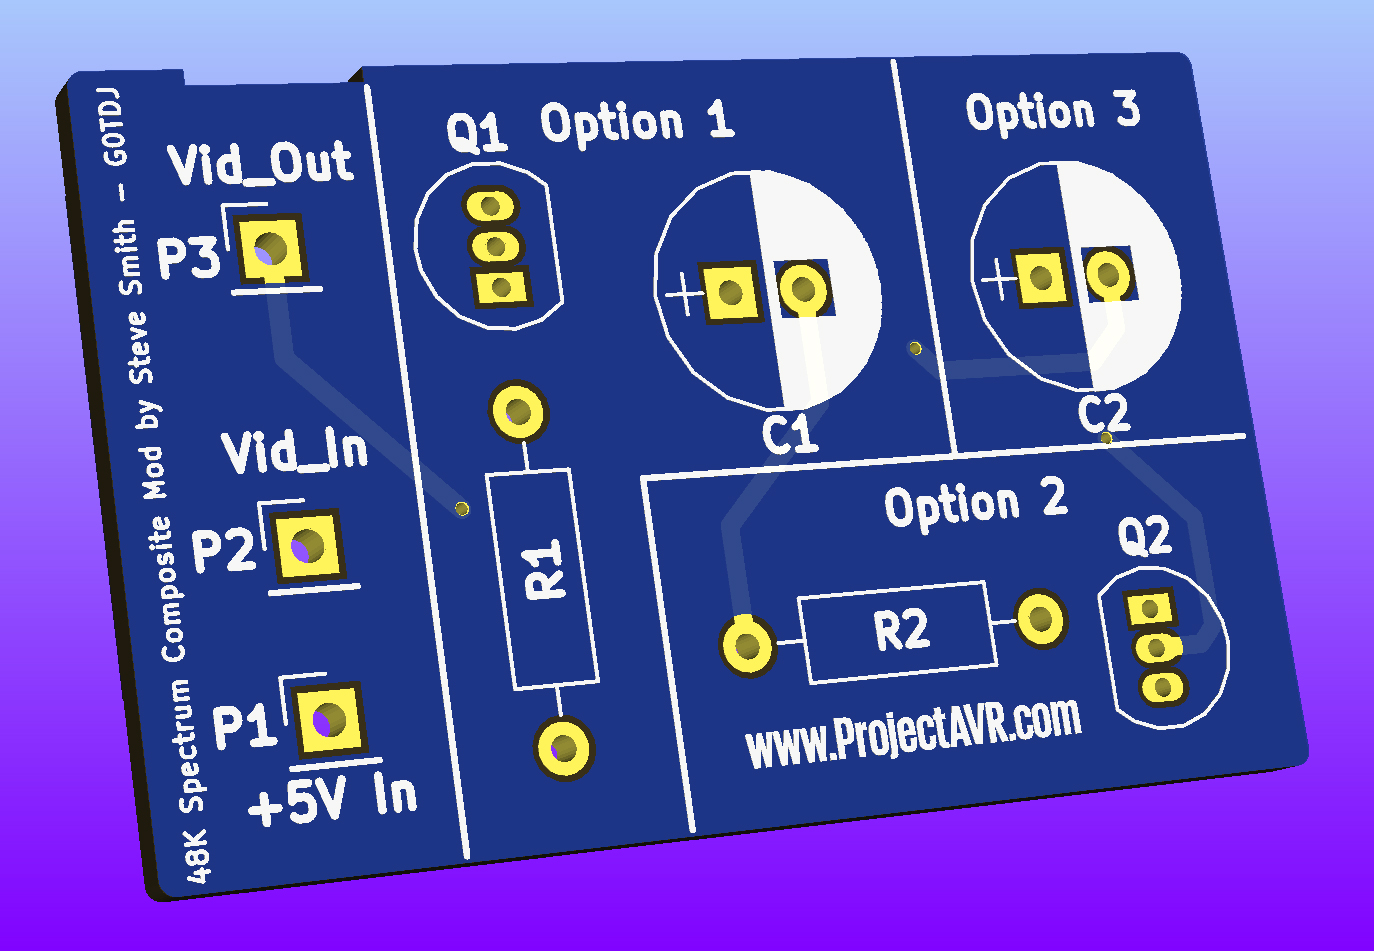 48K Spectrum Composite Mod by Steve Smith - G0TDJ
Vid_Out
P3
Vid_In
P2
P1
+5V In
Q1
Option 1
+
C1
R1
Option 3
+
C2
Option 2
Q2
R2
www.ProjectAVR.com